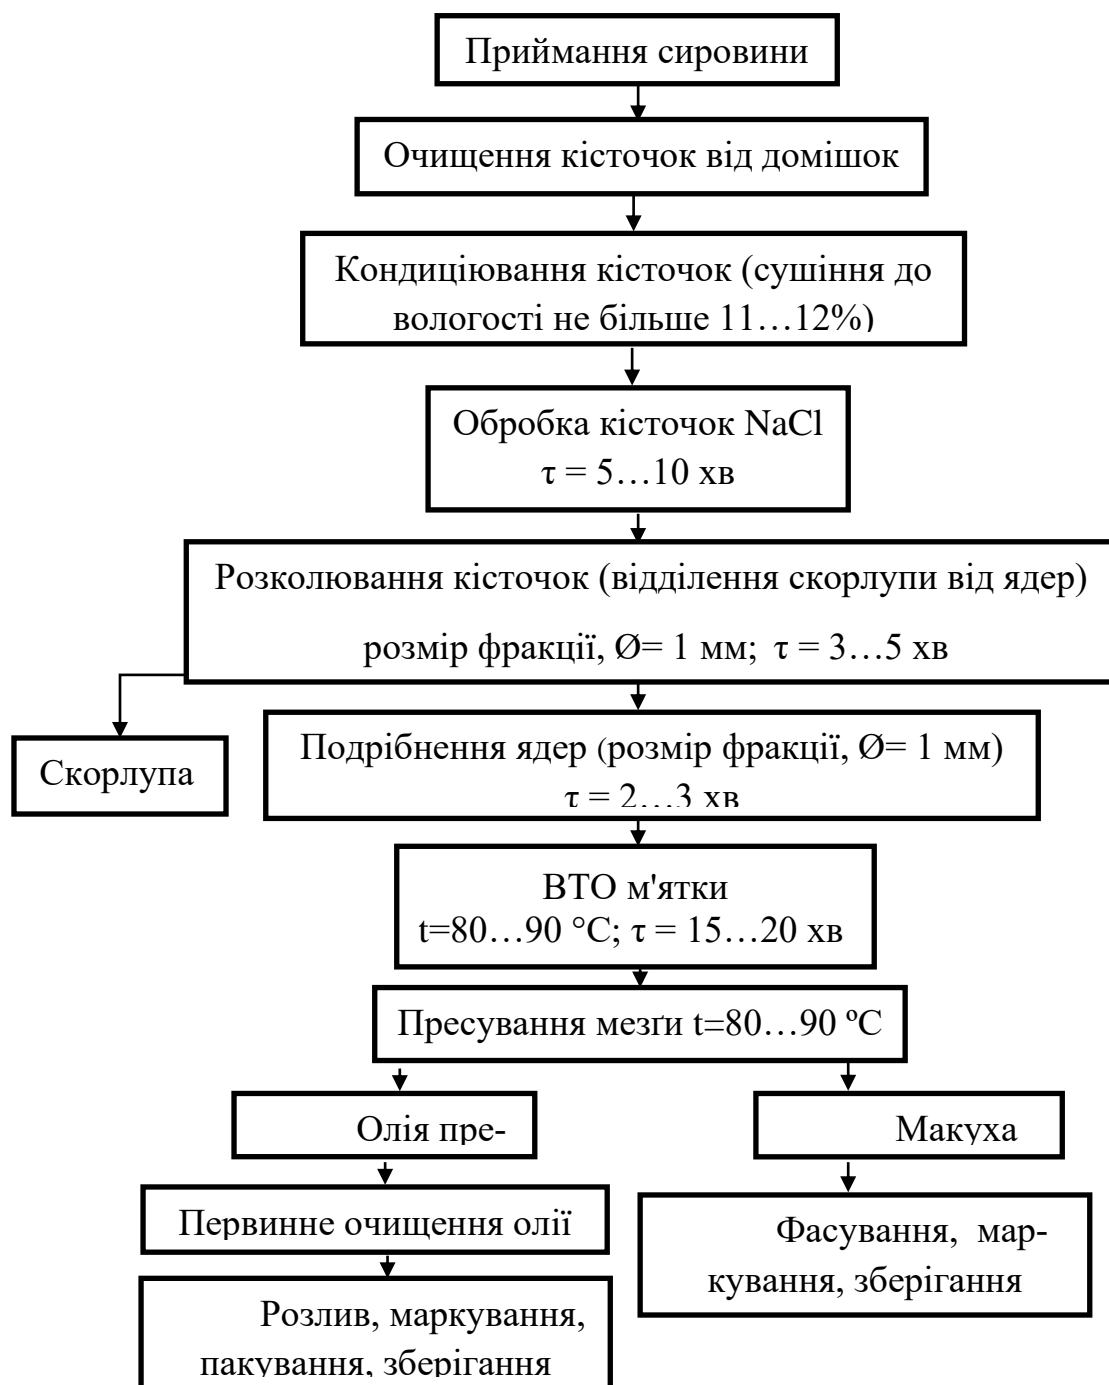 Приймання сировини
Очищення кісточок від домішок
Кондиціювання кісточок (сушіння до
вологості не більше 11…12%)
Обробка кісточок NaCl
τ = 5…10 хв
Розколювання кісточок (відділення скорлупи від ядер)
розмір фракції, Ø= 1 мм; τ = 3…5 хв
Скорлупа
Подрібнення ядер (розмір фракції, Ø= 1 мм)
τ = 2…3 хв
ВТО м'ятки
t=80…90 °С; τ = 15…20 хв
Пресування мезґи t=80…90 ºС
Олія пре-
Макуха
Первинне очищення олії
Фасування, мар-
кування, зберігання
Розлив, маркування,
пакування, зберігання